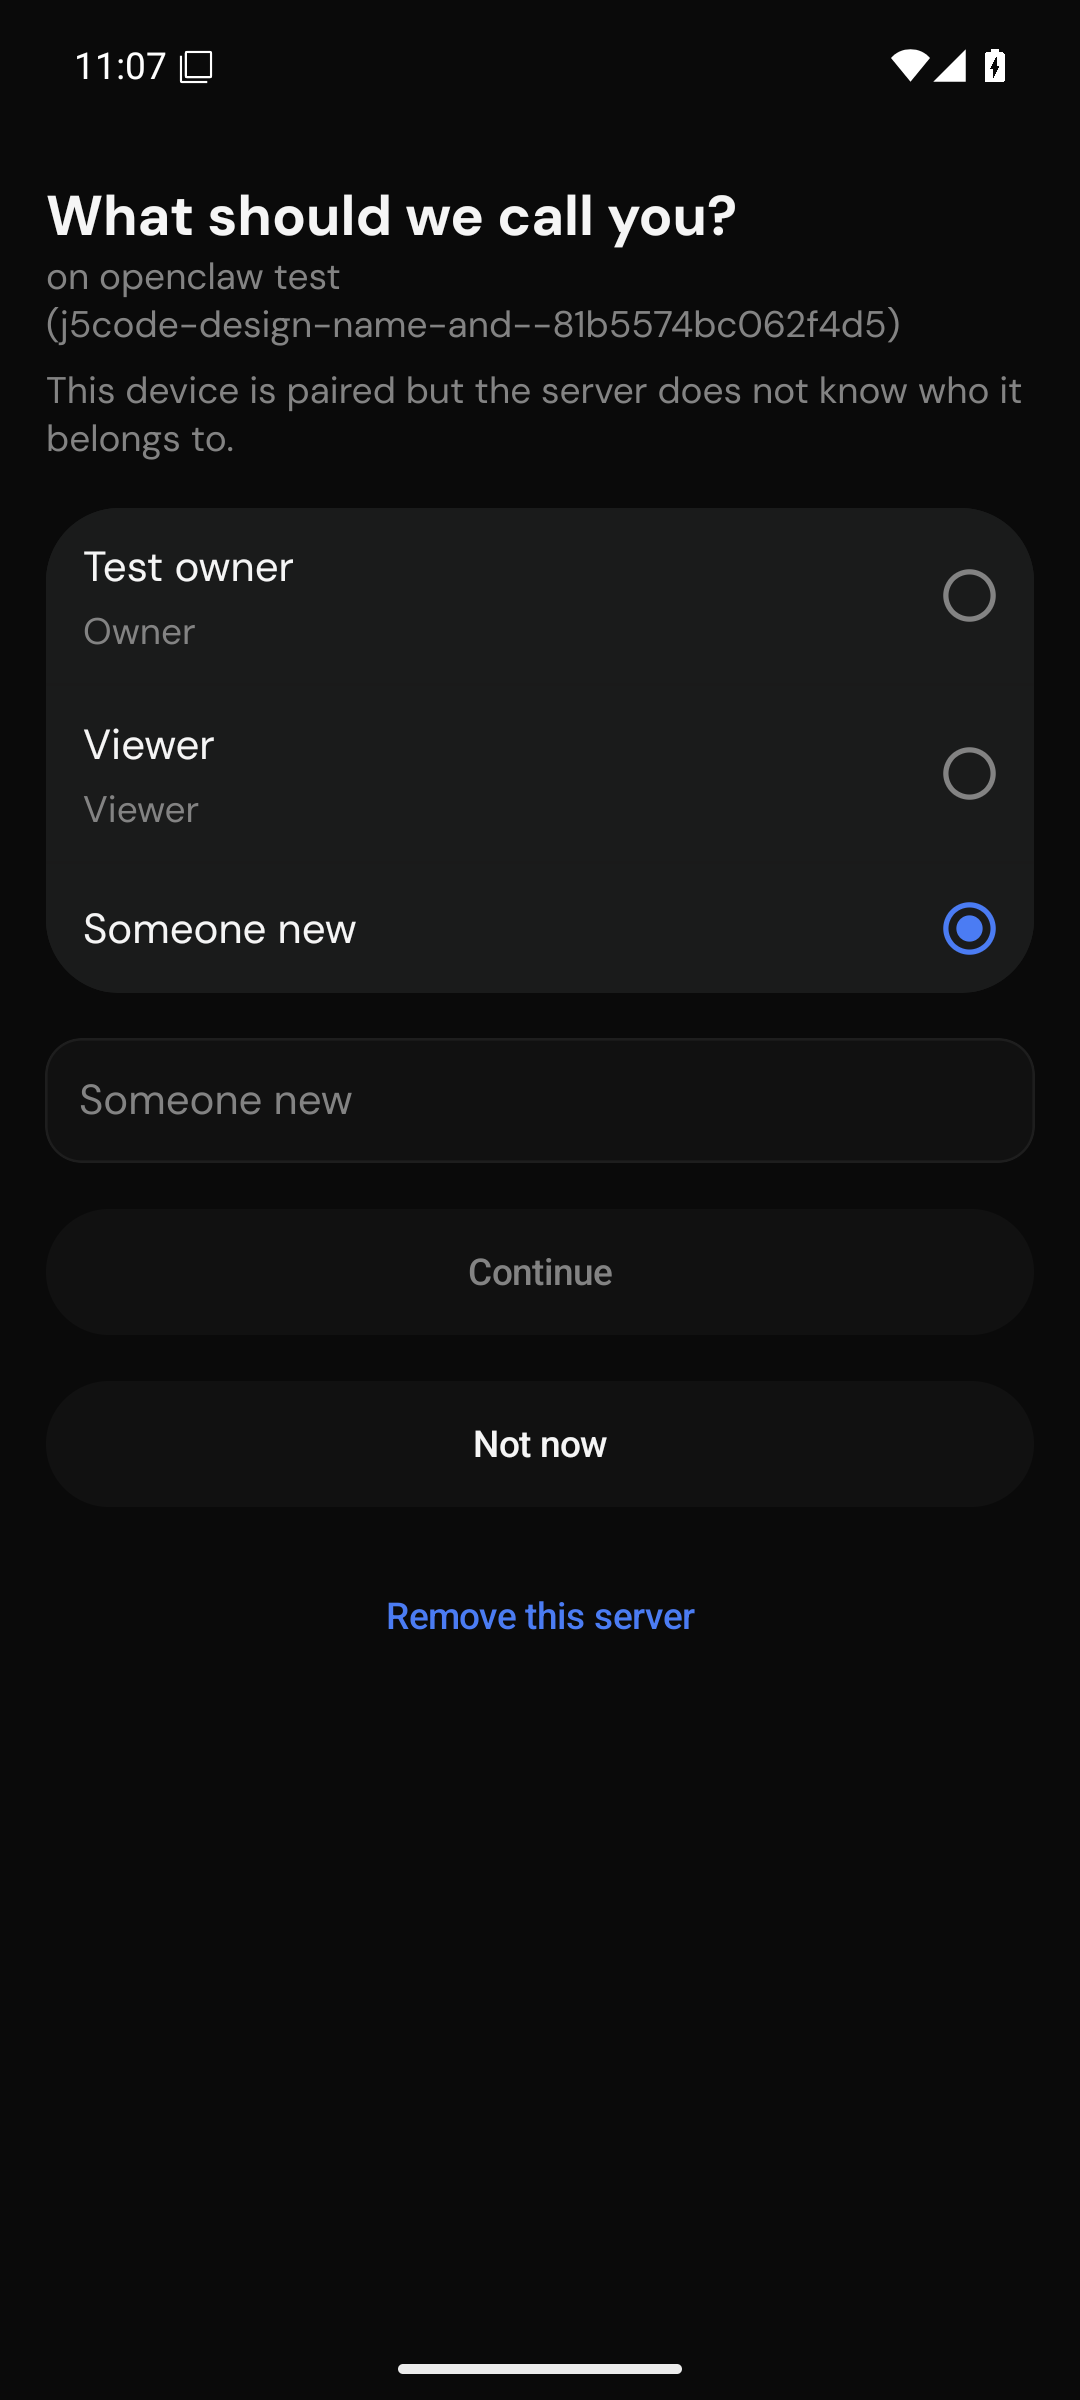 11:07
What should we call you?
on openclaw test
(j5code-design-name-and--81b5574bc062f4d5)
This device is paired but the server does not know who it
belongs to.
Test owner
Owner
Viewer
Viewer
Someone new
Someone new
Continue
Not now
Remove this server